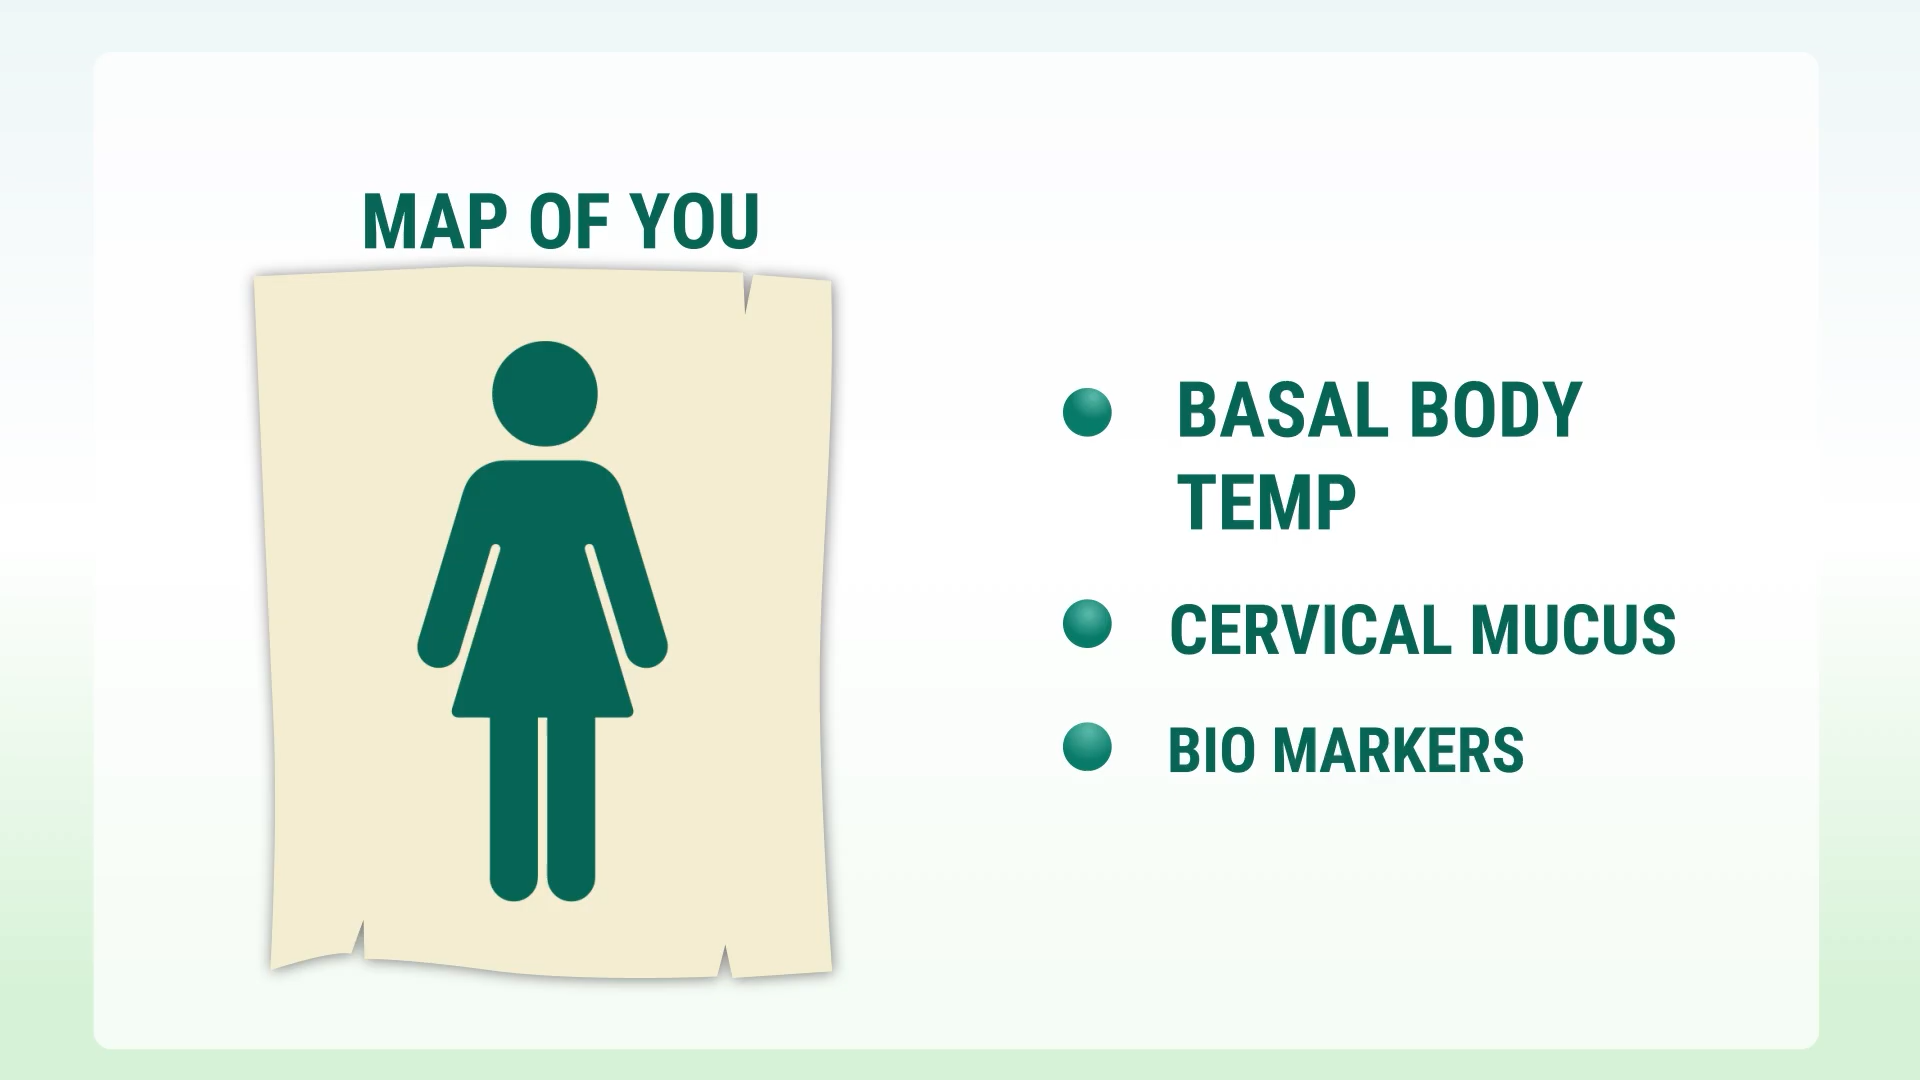 MAP OF YOU
BASAL BODY
TEMP
CERVICAL MUCUS
BIO MARKERS